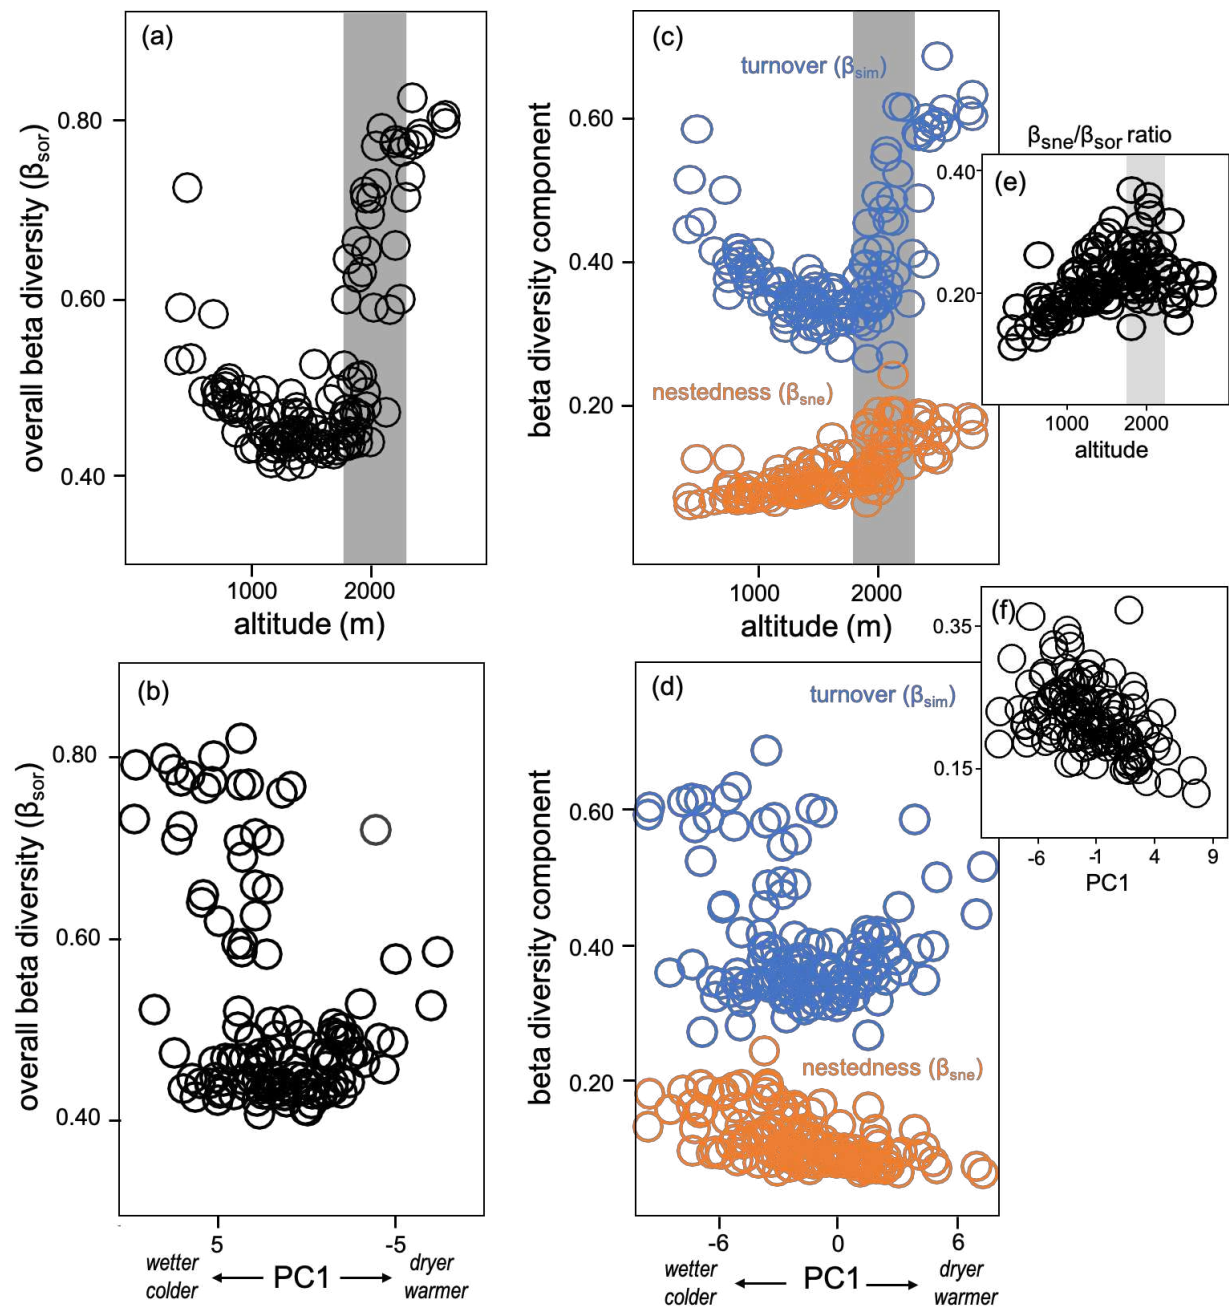 (a)
overall beta diversity (βsor)
0.80
0.60
0.40
1000
2000
altitude (m)
(c)
turnover (βsim)
nestedness (βsne)
beta diversity component
0.60
0.40
0.20
1000
2000
altitude (m)
βsne/βsor ratio
(e)
0.40
0.20
1000
2000
altitude
(b)
overall beta diversity (βsor)
0.80
0.60
0.40
5
-5
wetter
colder
PC1
dryer
warmer
(d)
turnover (βsim)
nestedness (βsne)
beta diversity component
0.60
0.40
0.20
-6
0
6
wetter
colder
PC1
dryer
warmer
(f)
0.35
0.15
-6
-1
4
9
PC1